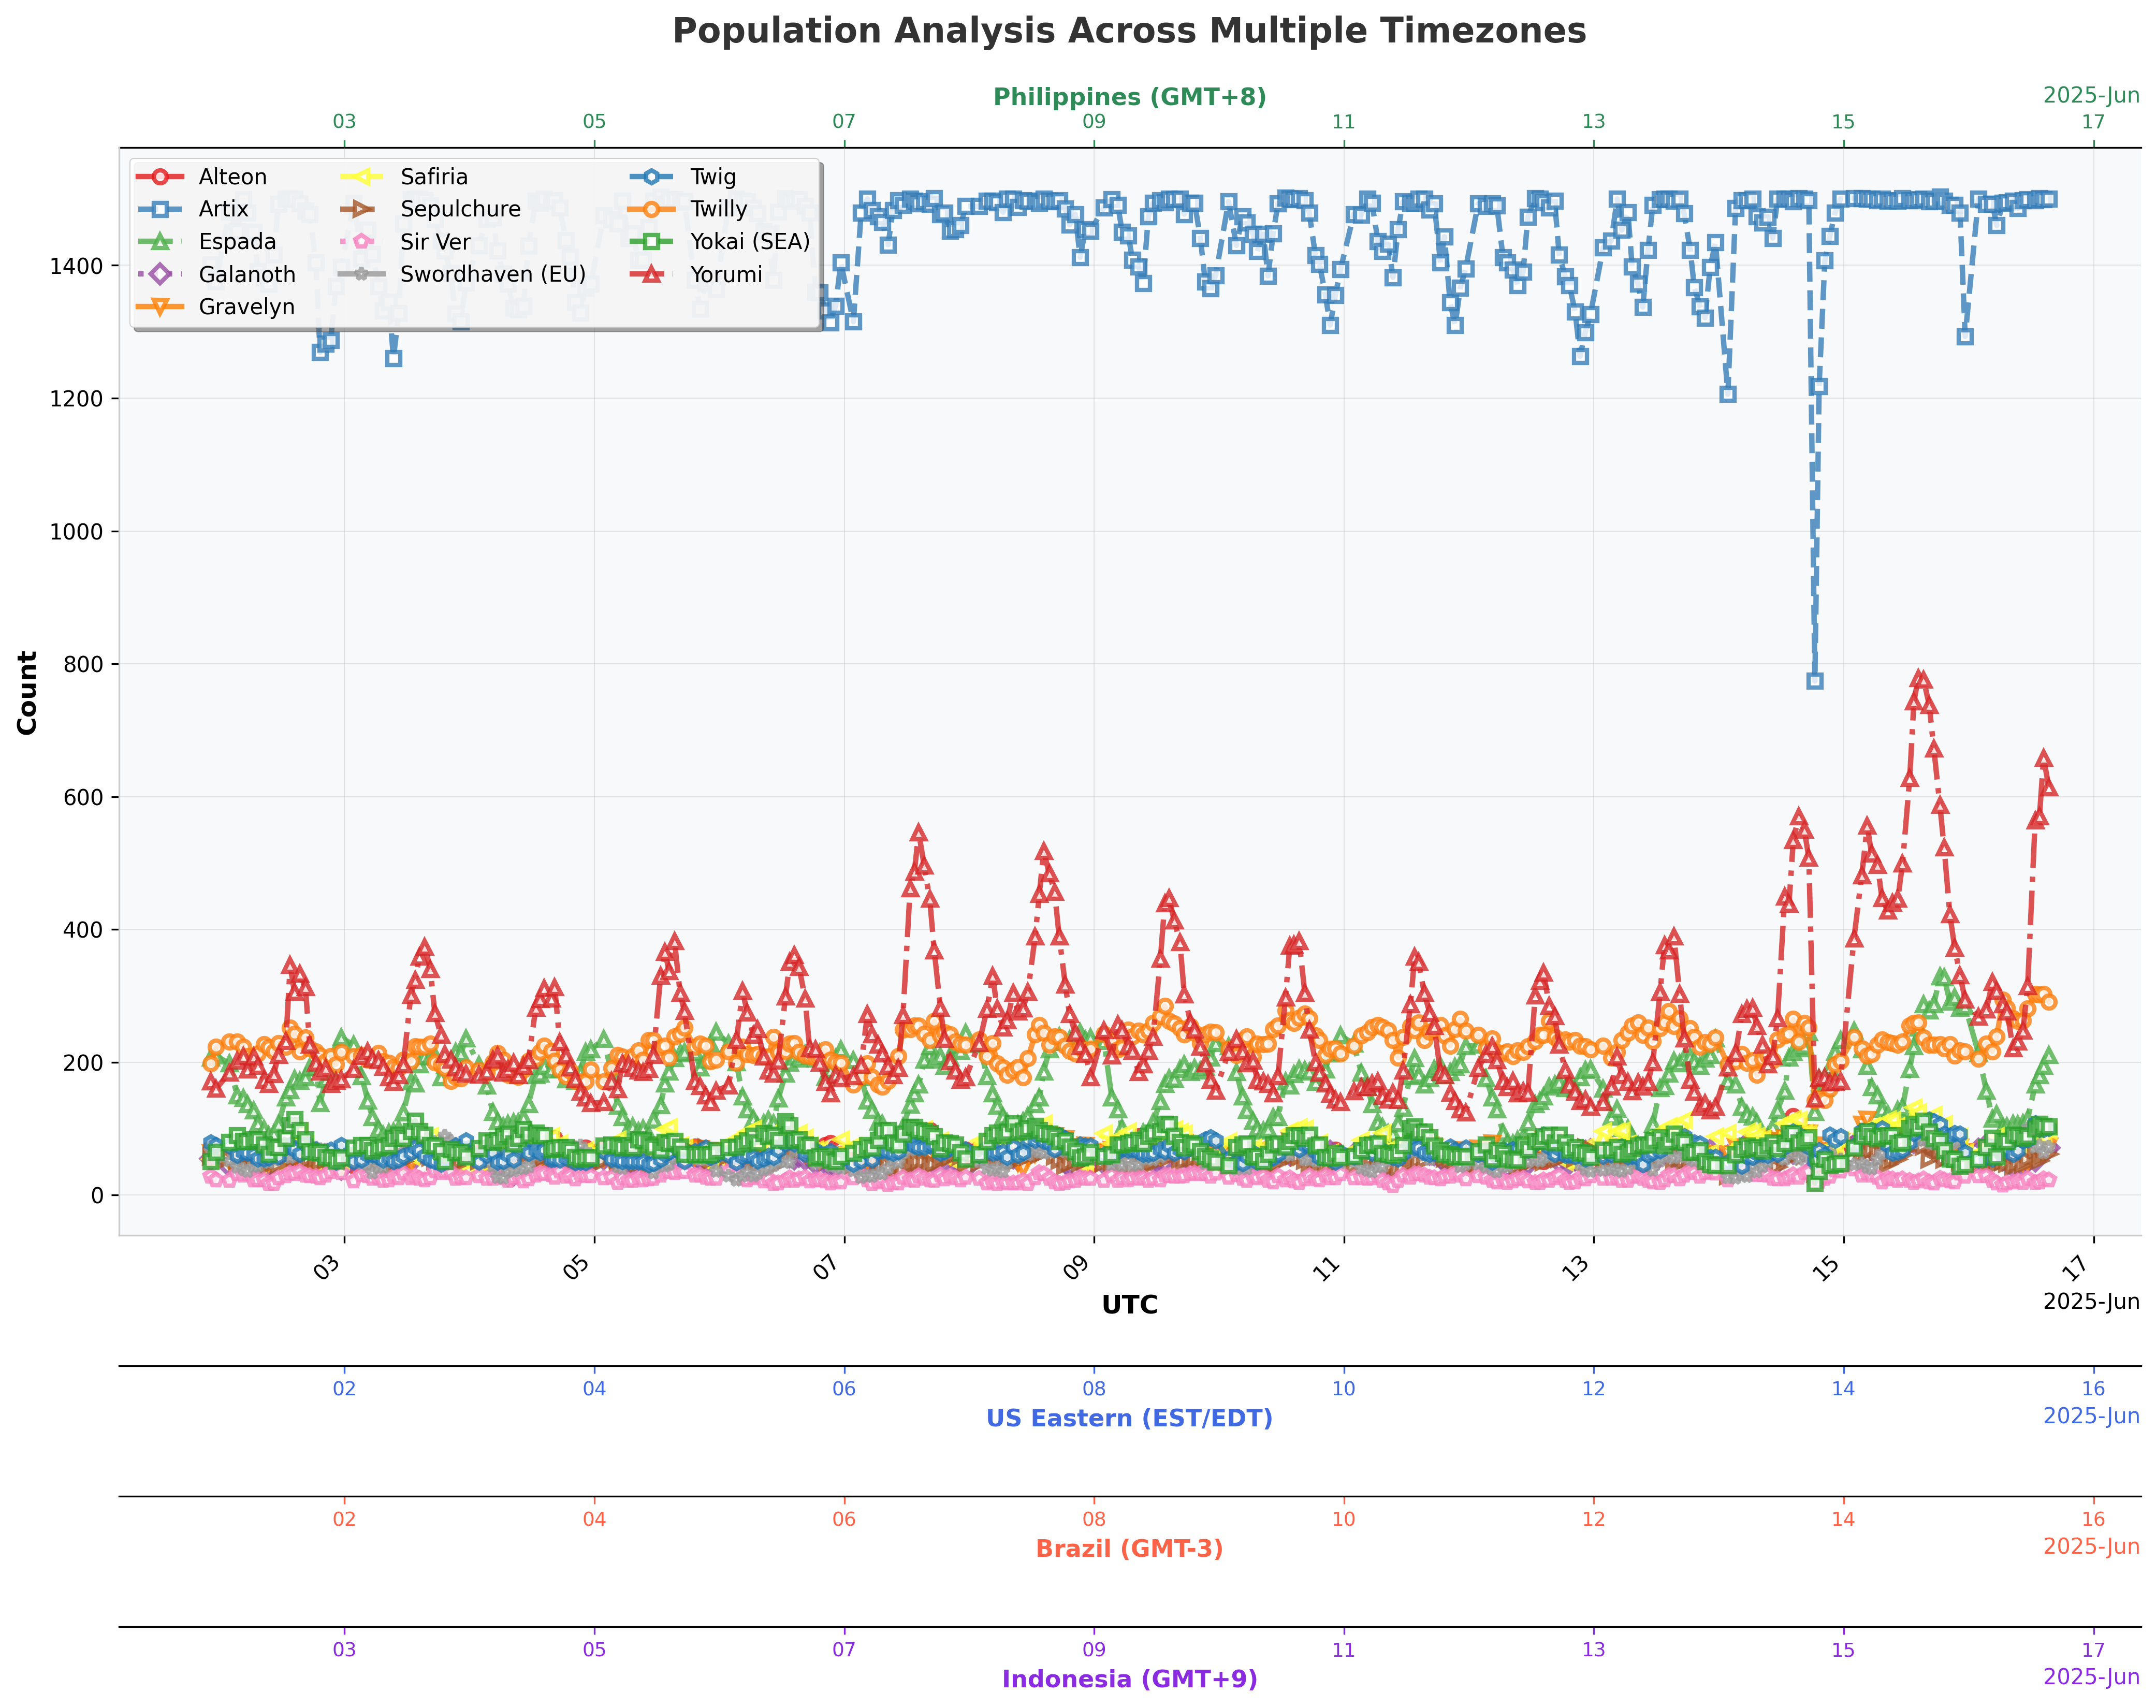 Population Analysis Across Multiple Timezones
Philippines (GMT+8)
2025-Jun
03 05 07 09 11 13 15 17
Alteon
Artix
Espada
Galanoth
Gravelyn
Safiria
Sepulchure
Sir Ver
Swordhaven (EU)
Twig
Twilly
Yokai (SEA)
Yorumi
1400
1200
1000
800
600
400
200
0
Count
03 05 07 09 11 13 15 17
UTC
2025-Jun
02 04 06 08 10 12 14 16
US Eastern (EST/EDT)
2025-Jun
02 04 06 08 10 12 14 16
Brazil (GMT-3)
2025-Jun
03 05 07 09 11 13 15 17
Indonesia (GMT+9)
2025-Jun